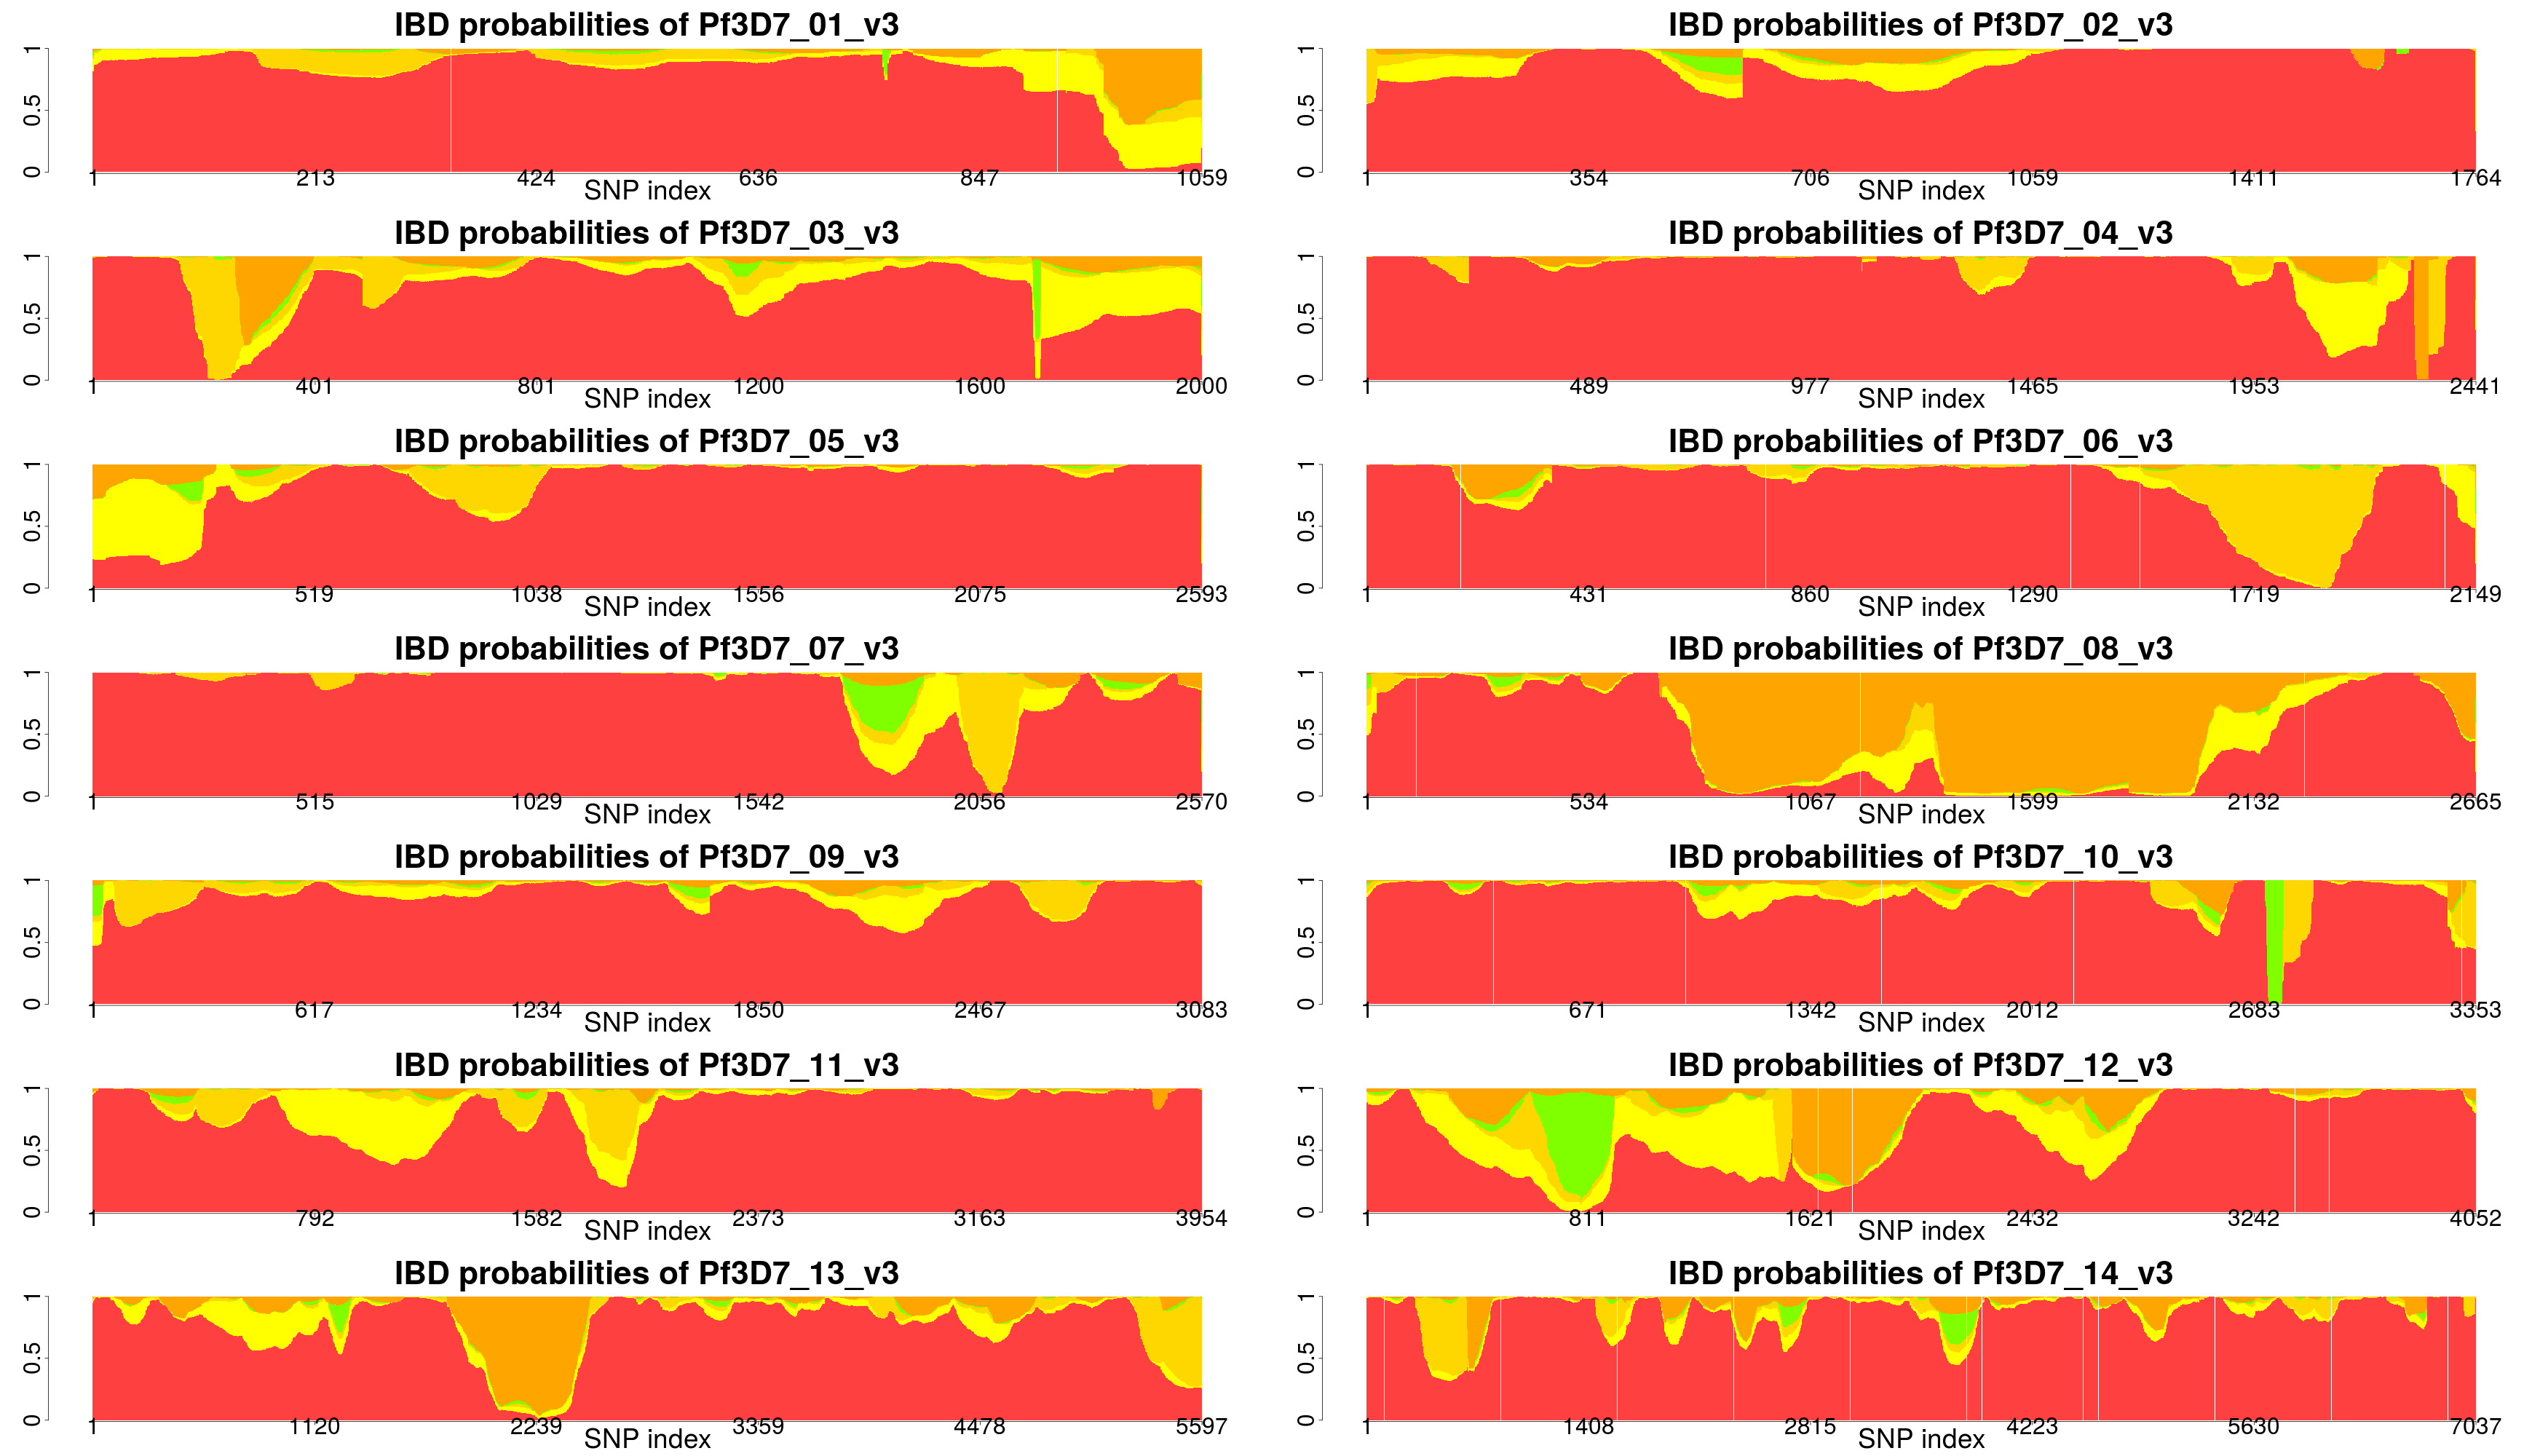 IBD probabilities of Pf3D7_01_v3
0 0.5 1
1 213 424 636 847 1059
SNP index
IBD probabilities of Pf3D7_02_v3
0 0.5 1
1 354 706 1059 1411 1764
SNP index
IBD probabilities of Pf3D7_03_v3
0 0.5 1
1 401 801 1200 1600 2000
SNP index
IBD probabilities of Pf3D7_04_v3
0 0.5 1
1 489 977 1465 1953 2441
SNP index
IBD probabilities of Pf3D7_05_v3
0 0.5 1
1 519 1038 1556 2075 2593
SNP index
IBD probabilities of Pf3D7_06_v3
0 0.5 1
1 431 860 1290 1719 2149
SNP index
IBD probabilities of Pf3D7_07_v3
0 0.5 1
1 515 1029 1542 2056 2570
SNP index
IBD probabilities of Pf3D7_08_v3
0 0.5 1
1 534 1067 1599 2132 2665
SNP index
IBD probabilities of Pf3D7_09_v3
0 0.5 1
1 617 1234 1850 2467 3083
SNP index
IBD probabilities of Pf3D7_10_v3
0 0.5 1
1 671 1342 2012 2683 3353
SNP index
IBD probabilities of Pf3D7_11_v3
0 0.5 1
1 792 1582 2373 3163 3954
SNP index
IBD probabilities of Pf3D7_12_v3
0 0.5 1
1 811 1621 2432 3242 4052
SNP index
IBD probabilities of Pf3D7_13_v3
0 0.5 1
1 1120 2239 3359 4478 5597
SNP index
IBD probabilities of Pf3D7_14_v3
0 0.5 1
1 1408 2815 4223 5630 7037
SNP index